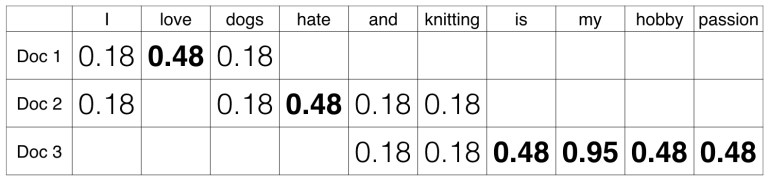 I love dogs hate and knitting is my hobby passion
Doc 1 0.18 0.48 0.18
Doc 2 0.18 0.18 0.48 0.18 0.18
Doc 3 0.18 0.18 0.48 0.95 0.48 0.48